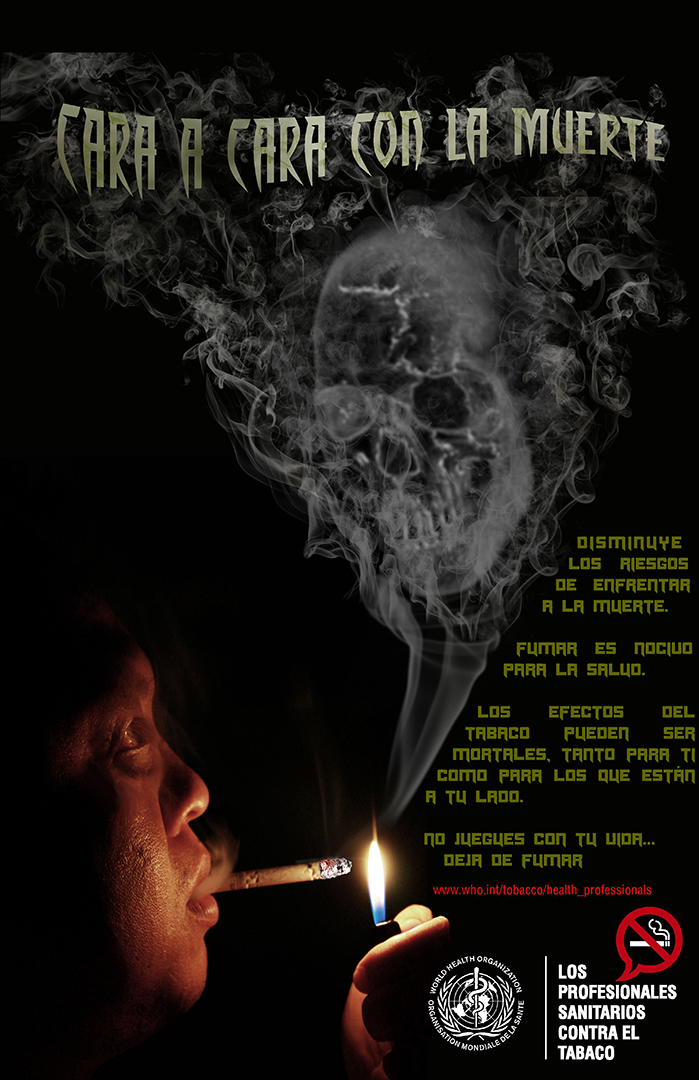 CARA A CARA CON LA MUERTE
DISMINUYE
LOS RIESGOS
DE ENFRENTAR
A LA MUERTE.
FUMAR ES NOCIVO
PARA LA SALUD.
LOS EFECTOS DEL
TABACO PUEDEN SER
MORTALES, TANTO PARA TI
COMO PARA LOS QUE ESTÁN
A TU LADO.
NO JUEGUES CON TU VIDA...
DEJA DE FUMAR
www.who.int/tobacco/health_professionals
WORLD HEALTH ORGANIZATION
ORGANISATION MONDIALE DE LA SANTÉ
LOS
PROFESIONALES
SANITARIOS
CONTRA EL
TABACO